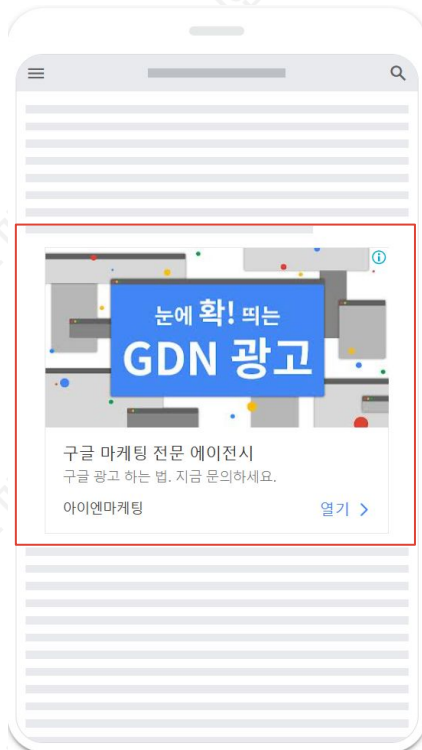 눈에 확! 띄는
GDN 광고
구글 마케팅 전문 에이전시
구글 광고 하는 법. 지금 문의하세요.
아이엔마케팅
열기